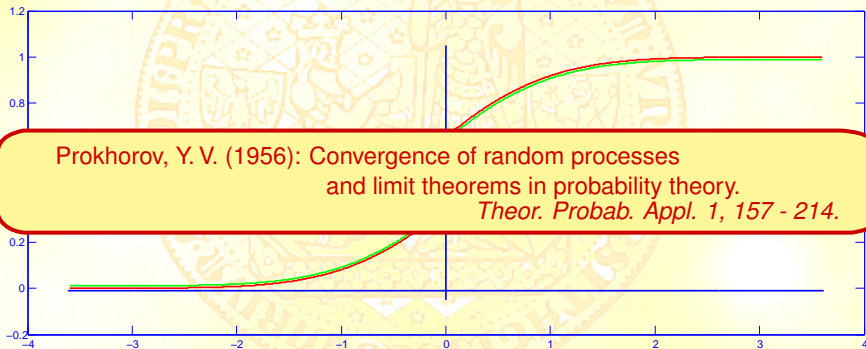 1.2
1
0.8
Prokhorov, Y. V. (1956): Convergence of random processes
and limit theorems in probability theory.
Theor. Probab. Appl. 1, 157 - 214.
0.2
0
−0.2
−4 −3 −2 −1 0 1 2 3 4